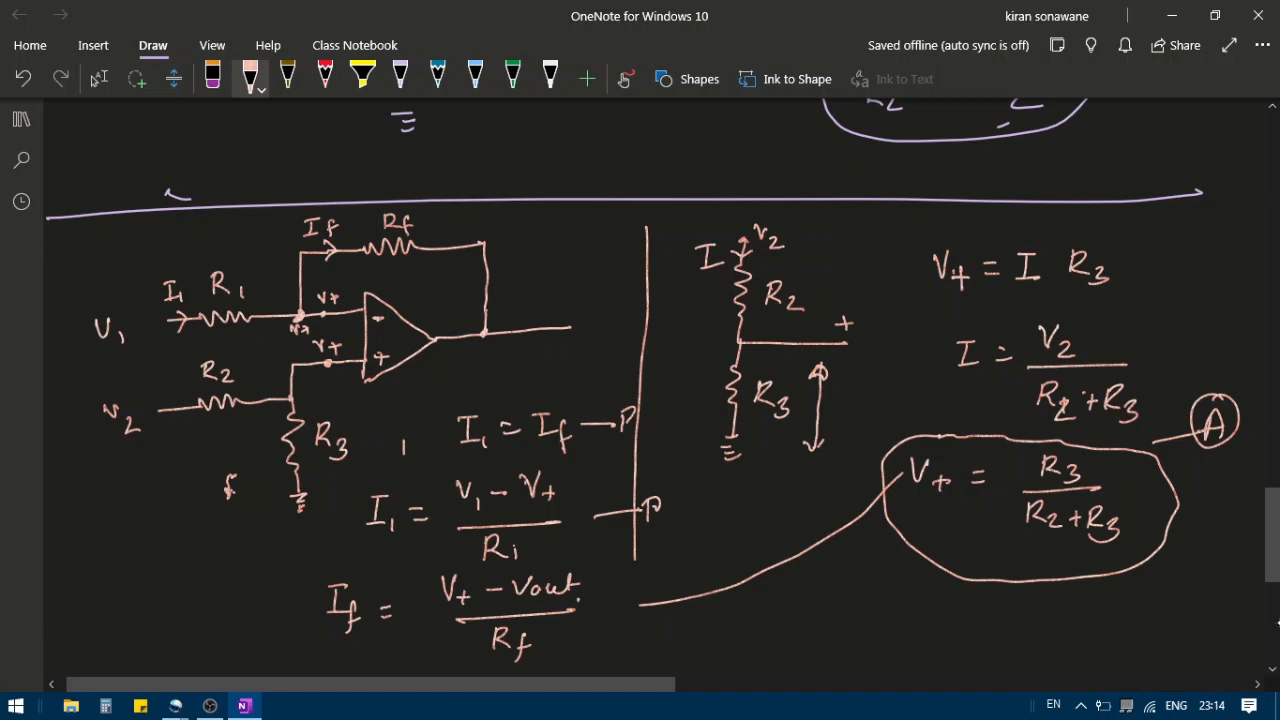 OneNote for Windows 10
kiran sonawane
Home Insert Draw View Help Class Notebook
Saved offline (auto sync is off)
Share
Shapes
Ink to Shape
Ink to Text
R2
2
If Rf
I1 R1
V+
V1
V+
-
+
R2
V2
R3
I1 = If
P
I1 = V1 - V+ / R1
P
If = V+ - Vout / Rf
I V2
R2
+
R3
V+ = I R3
I = V2 / R2 + R3
A
V+ = R3 / R2 + R3
EN
ENG
23:14